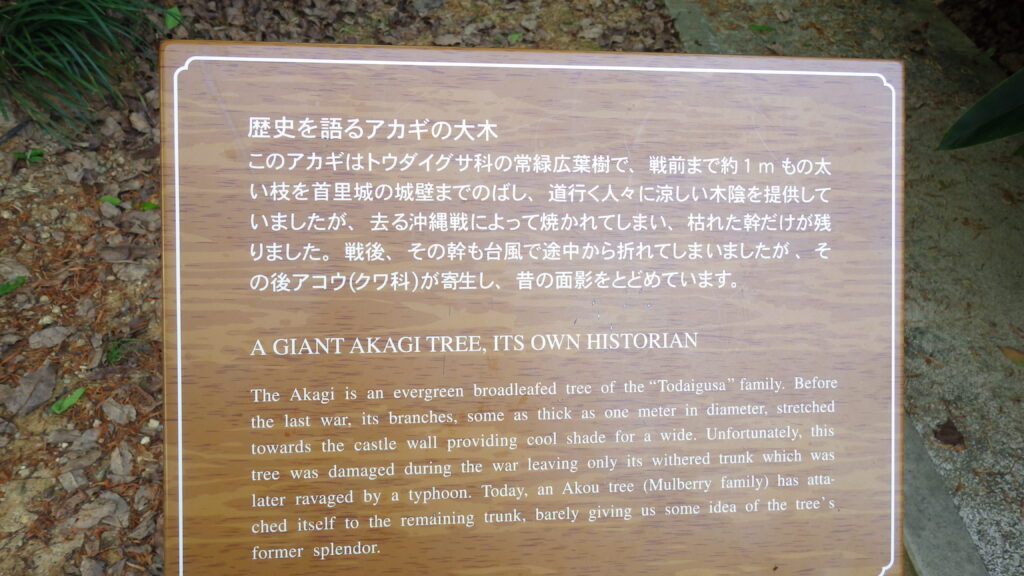 歴史を語るアカギの大木
このアカギはトウダイグサ科の常緑広葉樹で、戦前まで約1mもの太
い枝を首里城の城壁までのばし、道行く人々に涼しい木陰を提供して
いましたが、去る沖縄戦によって焼かれてしまい、枯れた幹だけが残
りました。戦後、その幹も台風で途中から折れてしまいましたが、そ
の後アコウ(クワ科)が寄生し、昔の面影をとどめています。
A GIANT AKAGI TREE, ITS OWN HISTORIAN
The Akagi is an evergreen broadleafed tree of the “Todaigusa” family. Before
the last war, its branches, some as thick as one meter in diameter, stretched
towards the castle wall providing cool shade for a wide. Unfortunately, this
tree was damaged during the war leaving only its withered trunk which was
later ravaged by a typhoon. Today, an Akou tree (Mulberry family) has atta-
ched itself to the remaining trunk, barely giving us some idea of the tree`s
former splendor.